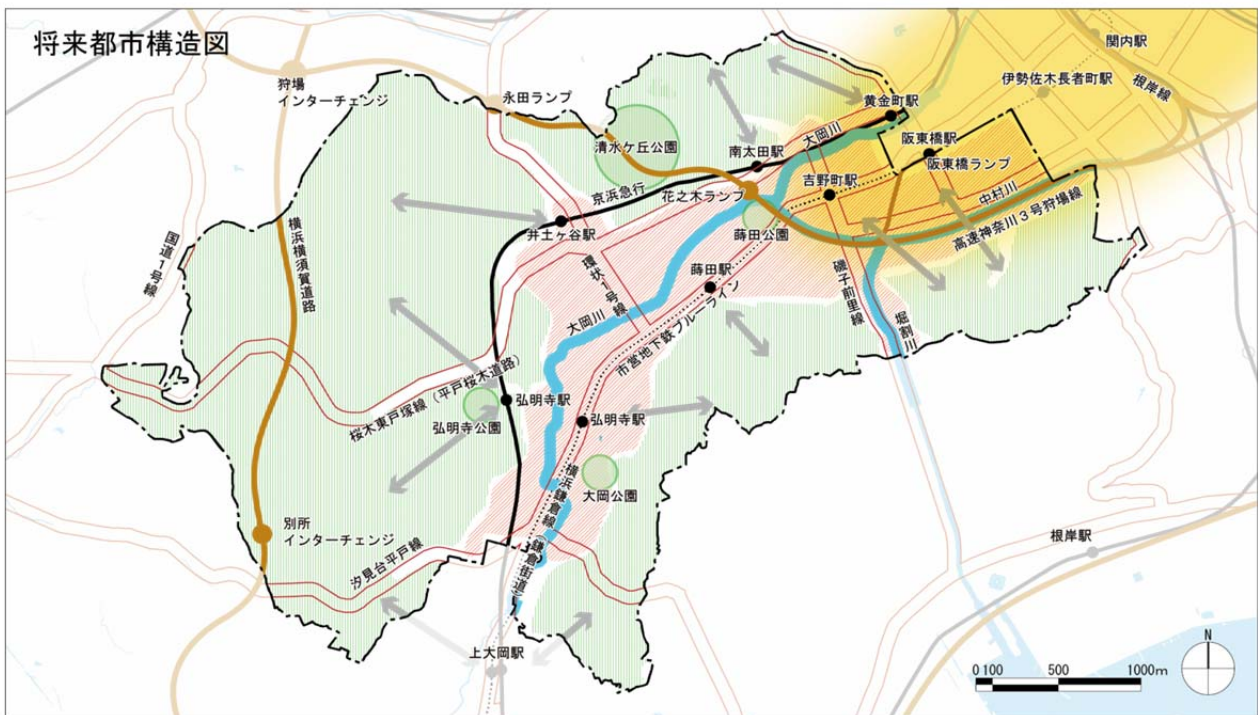 将来都市構造図
関内駅
伊勢佐木長者町駅
根岸線
狩場
インターチェンジ
永田ランプ
黄金町駅
大岡川
清水ケ丘公園
南太田駅
阪東橋駅
阪東橋ランプ
吉野町駅
中村川
京浜急行
花之木ランプ
高速神奈川3号狩場線
井土ヶ谷駅
蒔田公園
国道1号線
横浜横須賀道路
環状1号線
蒔田駅
磯子前里線
堀割川
大岡川
市営地下鉄ブルーライン
桜木東戸塚線(平戸桜木道路)
弘明寺駅
弘明寺公園
弘明寺駅
大岡公園
横浜鎌倉線(鎌倉街道)
別所
インターチェンジ
汐見台平戸線
根岸駅
上大岡駅
N
0 100 500 1000m